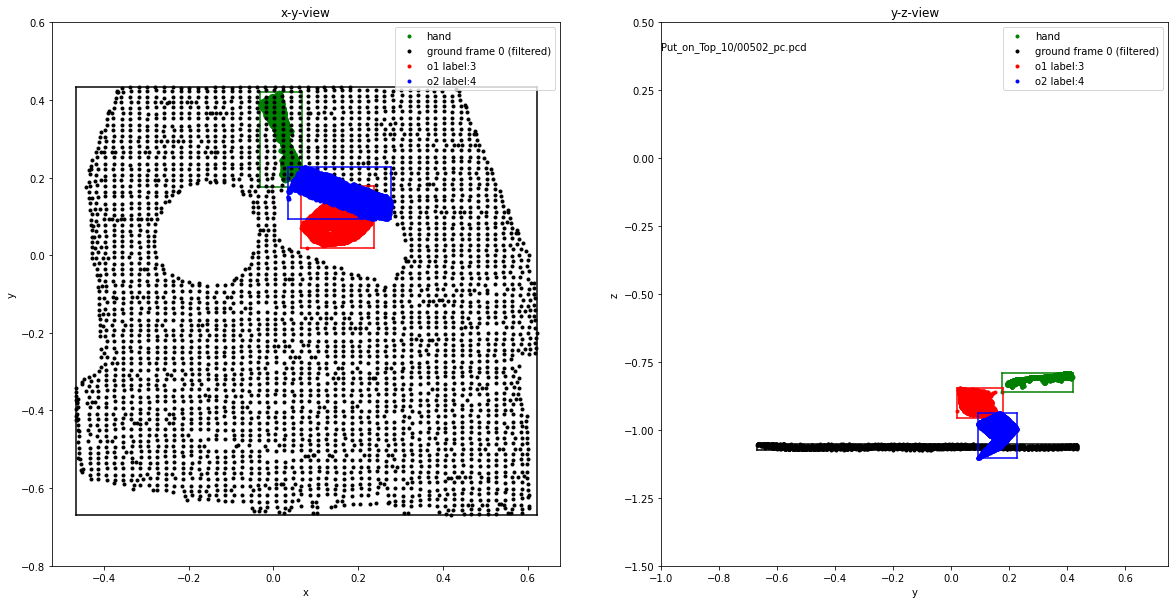 x-y-view
hand
ground frame 0 (filtered)
o1 label:3
o2 label:4
0.6
0.4
0.2
0.0
−0.2
−0.4
−0.6
−0.8
y
−0.4
−0.2
0.0
0.2
0.4
0.6
x
y-z-view
Put_on_Top_10/00502_pc.pcd
hand
ground frame 0 (filtered)
o1 label:3
o2 label:4
0.50
0.25
0.00
−0.25
−0.50
−0.75
−1.00
−1.25
−1.50
z
−1.0
−0.8
−0.6
−0.4
−0.2
0.0
0.2
0.4
0.6
y